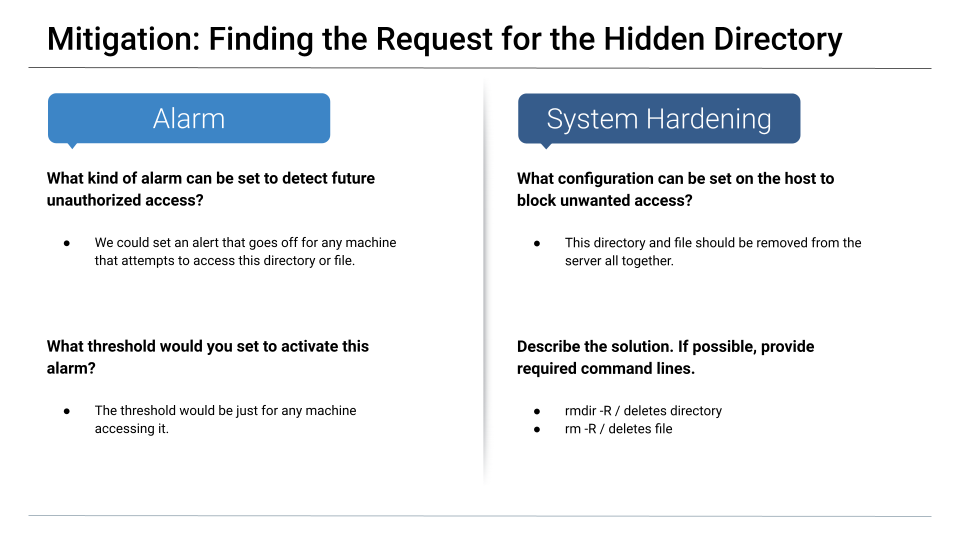 Mitigation: Finding the Request for the Hidden Directory
Alarm
What kind of alarm can be set to detect future
unauthorized access?
● We could set an alert that goes off for any machine
that attempts to access this directory or file.
What threshold would you set to activate this
alarm?
● The threshold would be just for any machine
accessing it.
System Hardening
What configuration can be set on the host to
block unwanted access?
● This directory and file should be removed from the
server all together.
Describe the solution. If possible, provide
required command lines.
● rmdir -R / deletes directory
● rm -R / deletes file